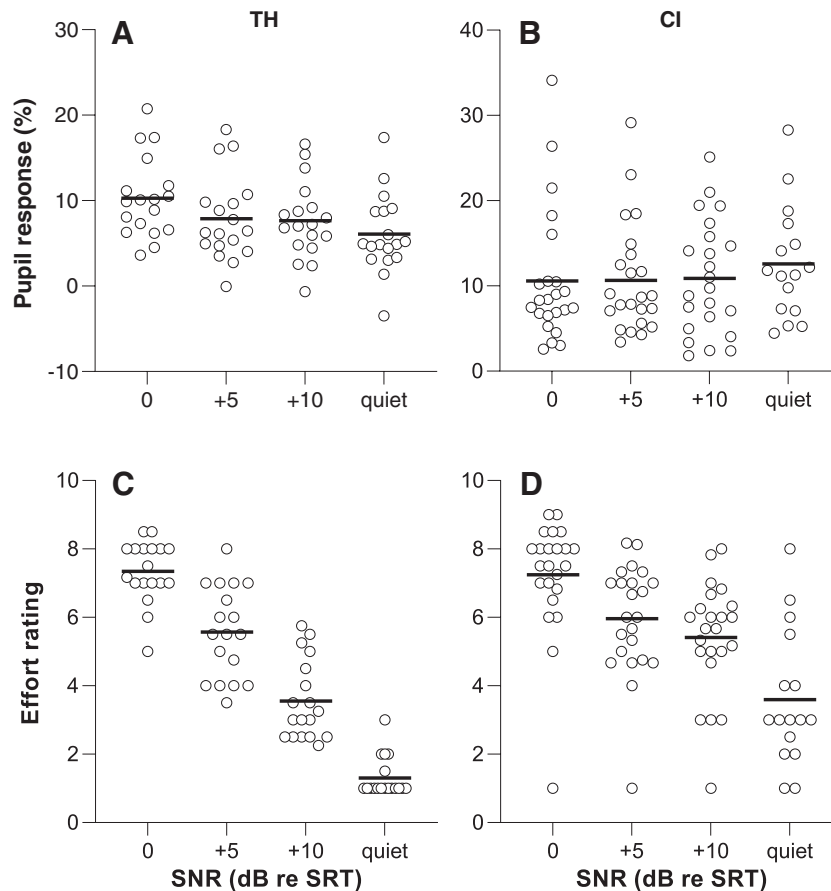 TH
CI
A
B
Pupil response (%)
30
20
10
0
-10
40
30
20
10
0
0 +5 +10 quiet
0 +5 +10 quiet
C
D
Effort rating
10
8
6
4
2
0
10
8
6
4
2
0
0 +5 +10 quiet
0 +5 +10 quiet
SNR (dB re SRT)
SNR (dB re SRT)